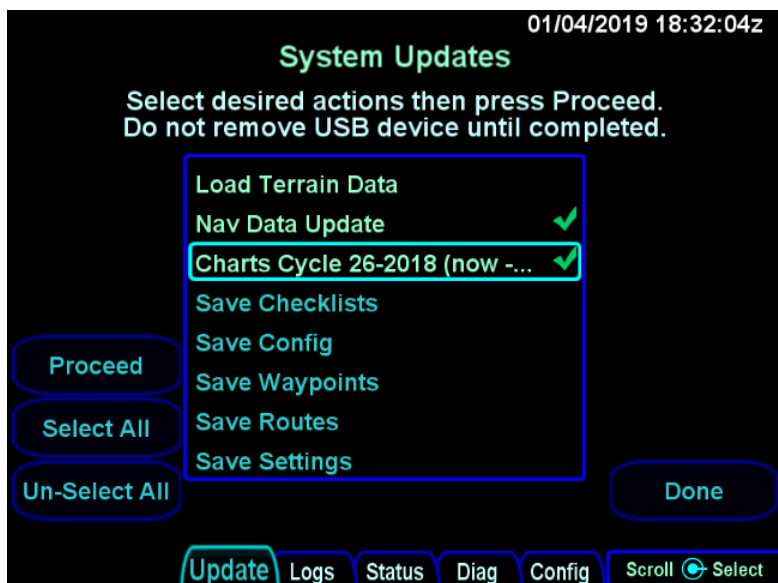 01/04/2019 18:32:04z
System Updates
Select desired actions then press Proceed.
Do not remove USB device until completed.
Load Terrain Data
Nav Data Update
Charts Cycle 26-2018 (now -...
Save Checklists
Save Config
Save Waypoints
Save Routes
Save Settings
Proceed
Select All
Un-Select All
Done
Update Logs Status Diag Config Scroll Select